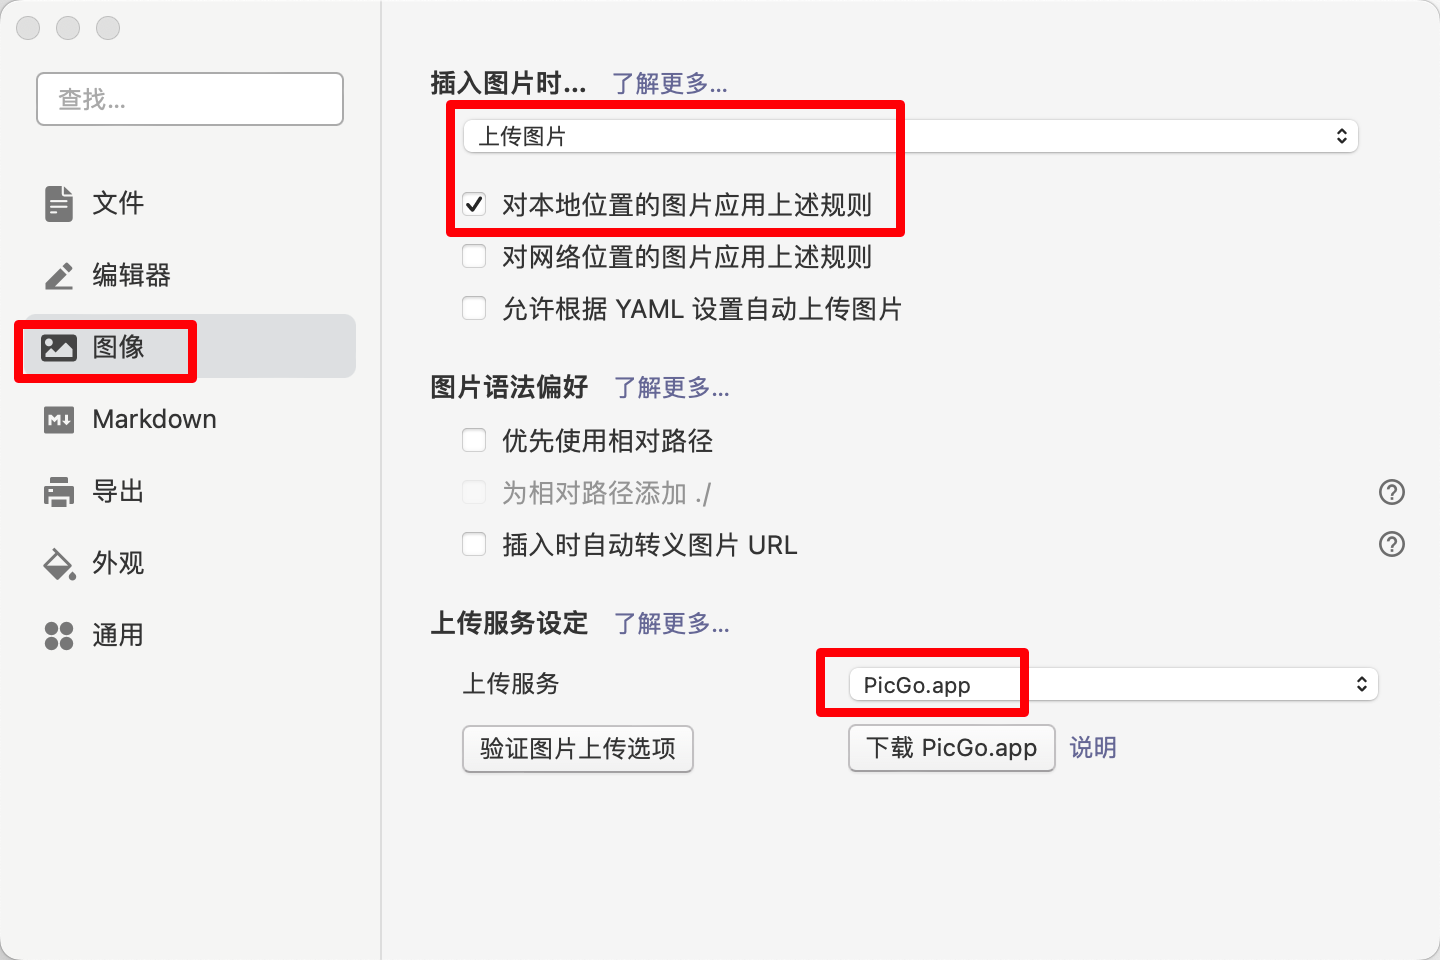 查找...
文件
编辑器
图像
Markdown
导出
外观
通用
插入图片时... 了解更多...
上传图片
对本地位置的图片应用上述规则
对网络位置的图片应用上述规则
允许根据 YAML 设置自动上传图片
图片语法偏好 了解更多...
优先使用相对路径
为相对路径添加 ./
插入时自动转义图片 URL
上传服务设定 了解更多...
上传服务 PicGo.app
验证图片上传选项 下载 PicGo.app 说明